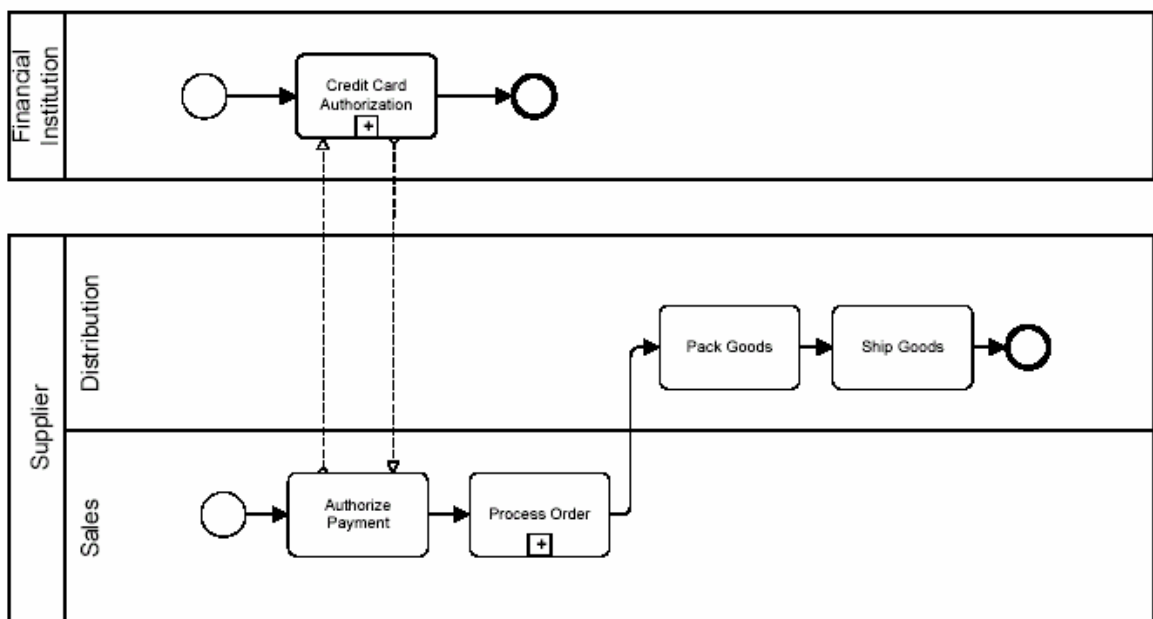 Financial
Institution
Credit Card
Authorization
+
Supplier
Distribution
Pack Goods
Ship Goods
Sales
Authorize
Payment
Process Order
+